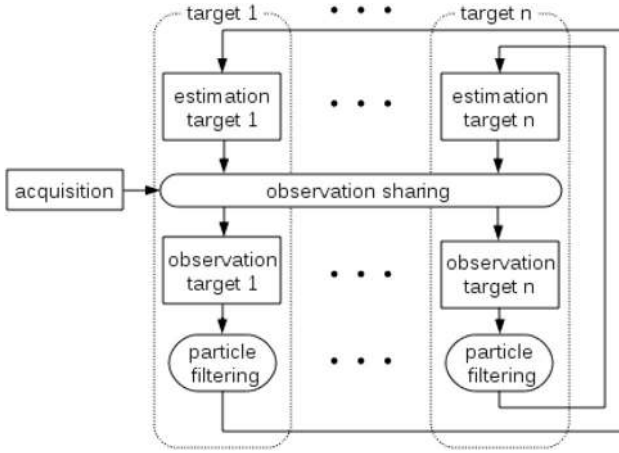 target 1
target n
estimation
target 1
estimation
target n
acquisition
observation sharing
observation
target 1
observation
target n
particle
filtering
particle
filtering